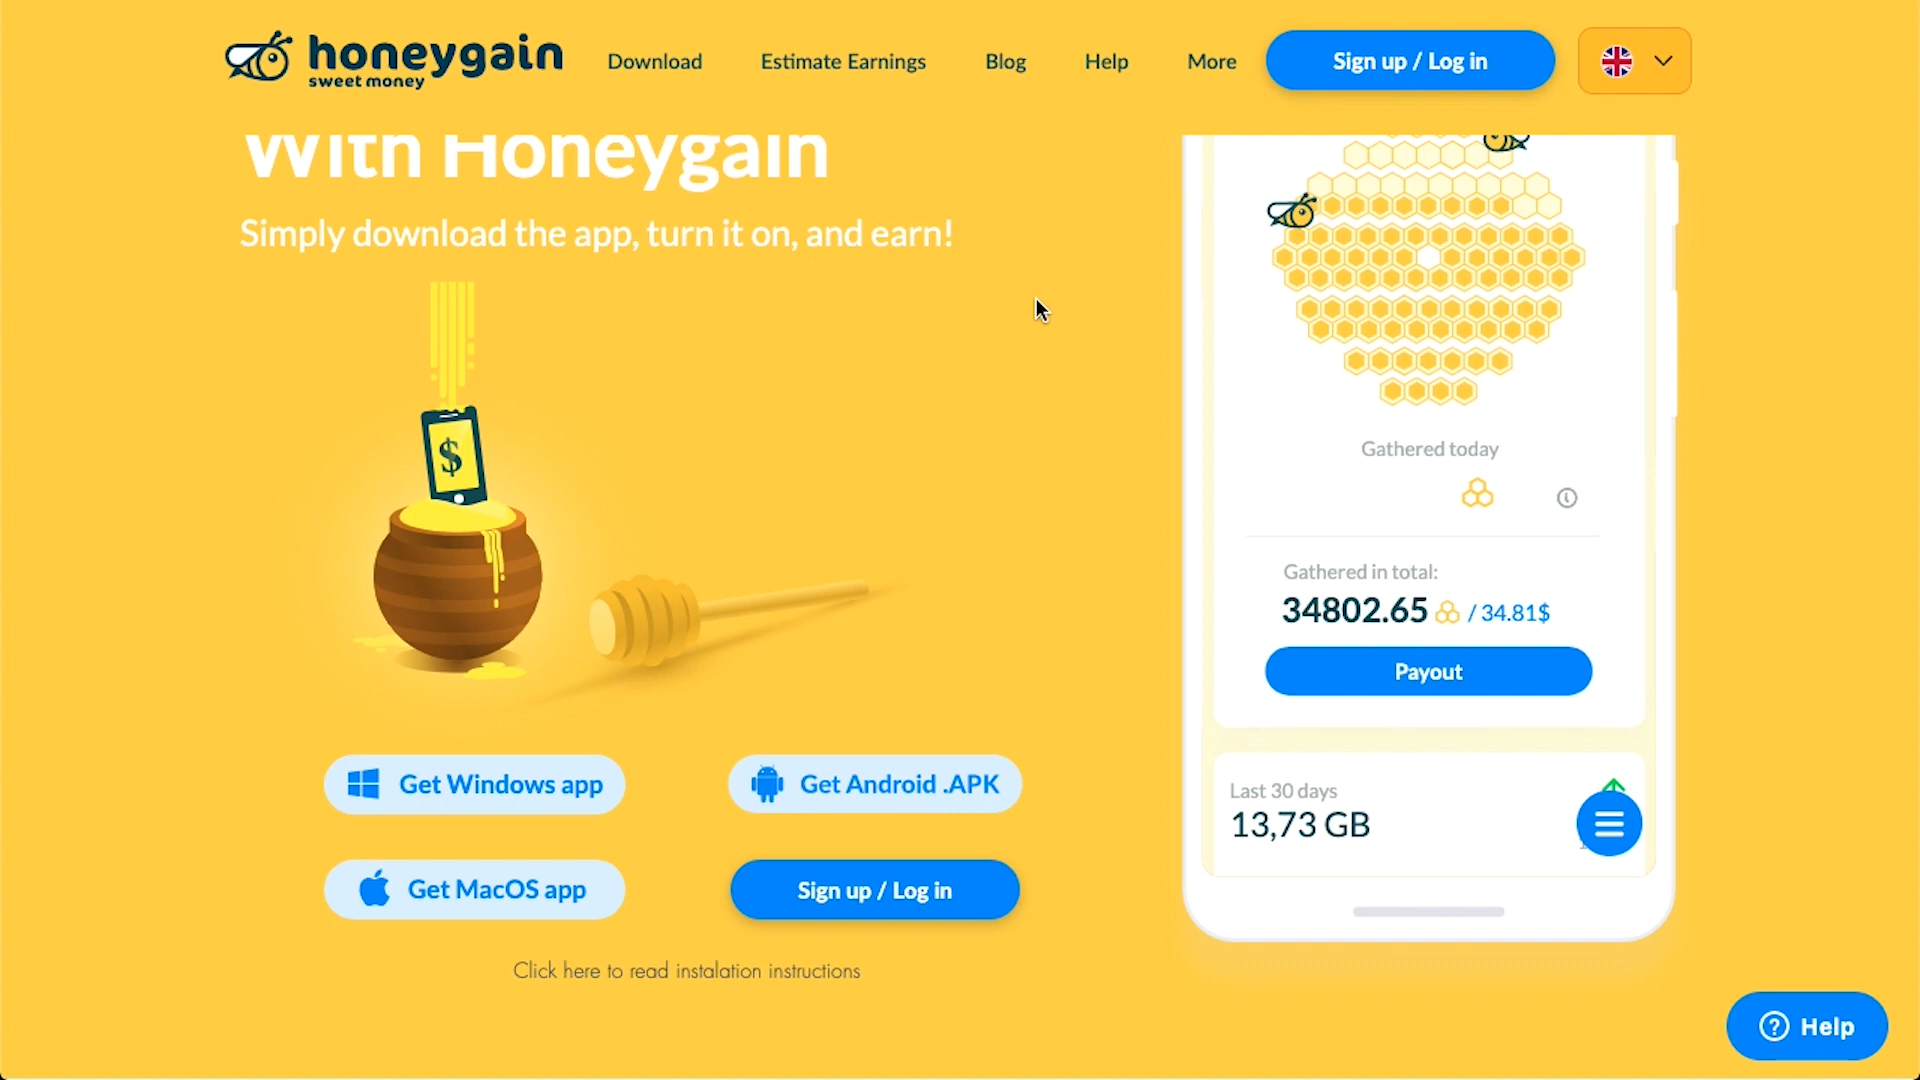 honeygain
sweet money
Download
Estimate Earnings
Blog
Help
More
Sign up / Log in
With Honeygain
Simply download the app, turn it on, and earn!
$
Gathered today
Gathered in total:
34802.65 / 34.81$
Payout
Last 30 days
13,73 GB
Get Windows app
Get Android .APK
Get MacOS app
Sign up / Log in
Click here to read instalation instructions
? Help